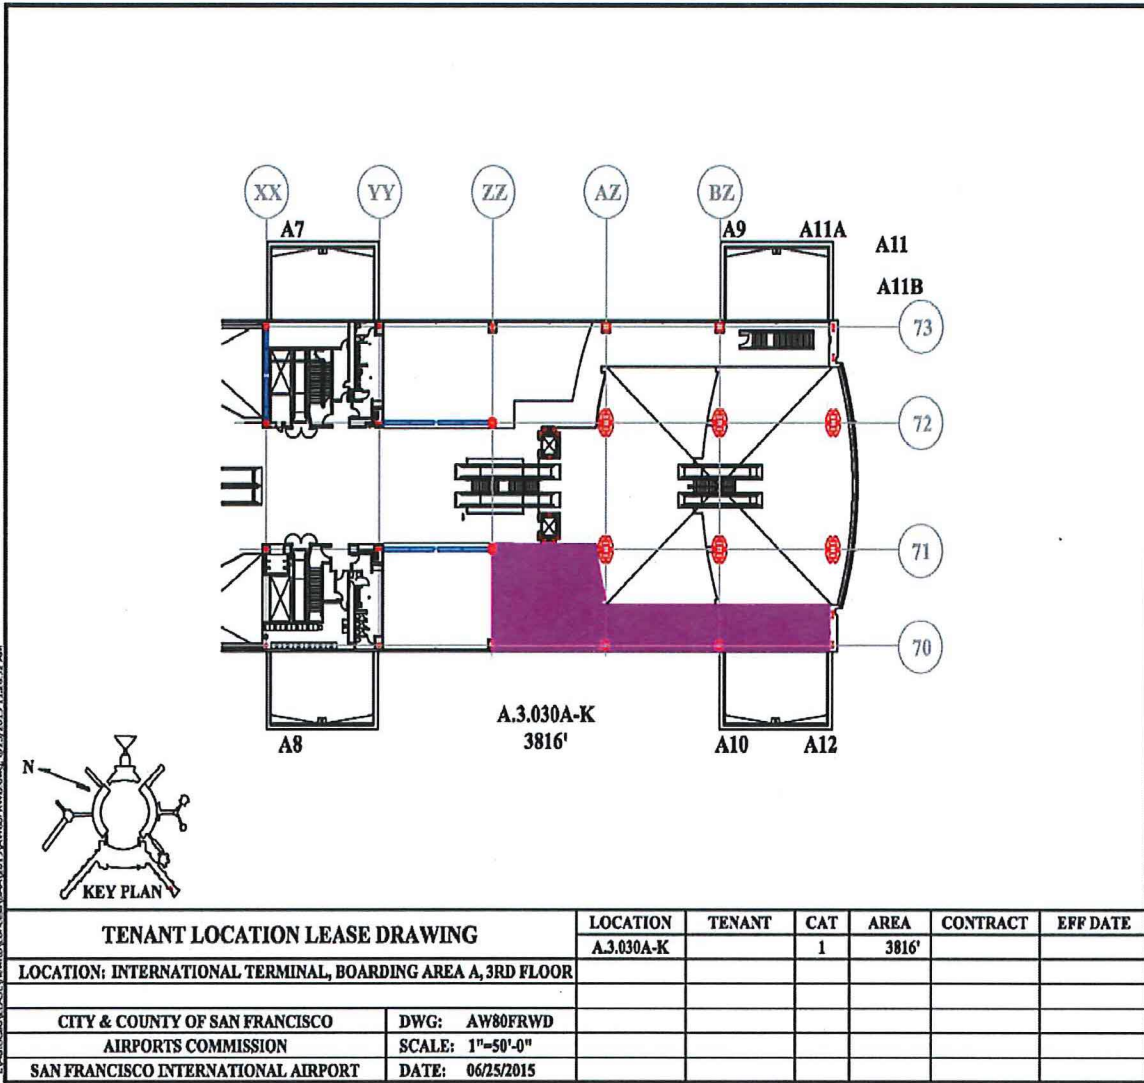 XX YY ZZ AZ BZ
A7 A9 A11A A11
A11B
73
72
71
70
A.3.030A-K
3816'
A8 A10 A12
N
KEY PLAN
TENANT LOCATION LEASE DRAWING
LOCATION: INTERNATIONAL TERMINAL, BOARDING AREA A, 3RD FLOOR
CITY & COUNTY OF SAN FRANCISCO DWG: AW80FRWD
AIRPORTS COMMISSION SCALE: 1"=50'-0"
SAN FRANCISCO INTERNATIONAL AIRPORT DATE: 06/25/2015
LOCATION TENANT CAT AREA CONTRACT EFF DATE
A.3.030A-K 1 3816'